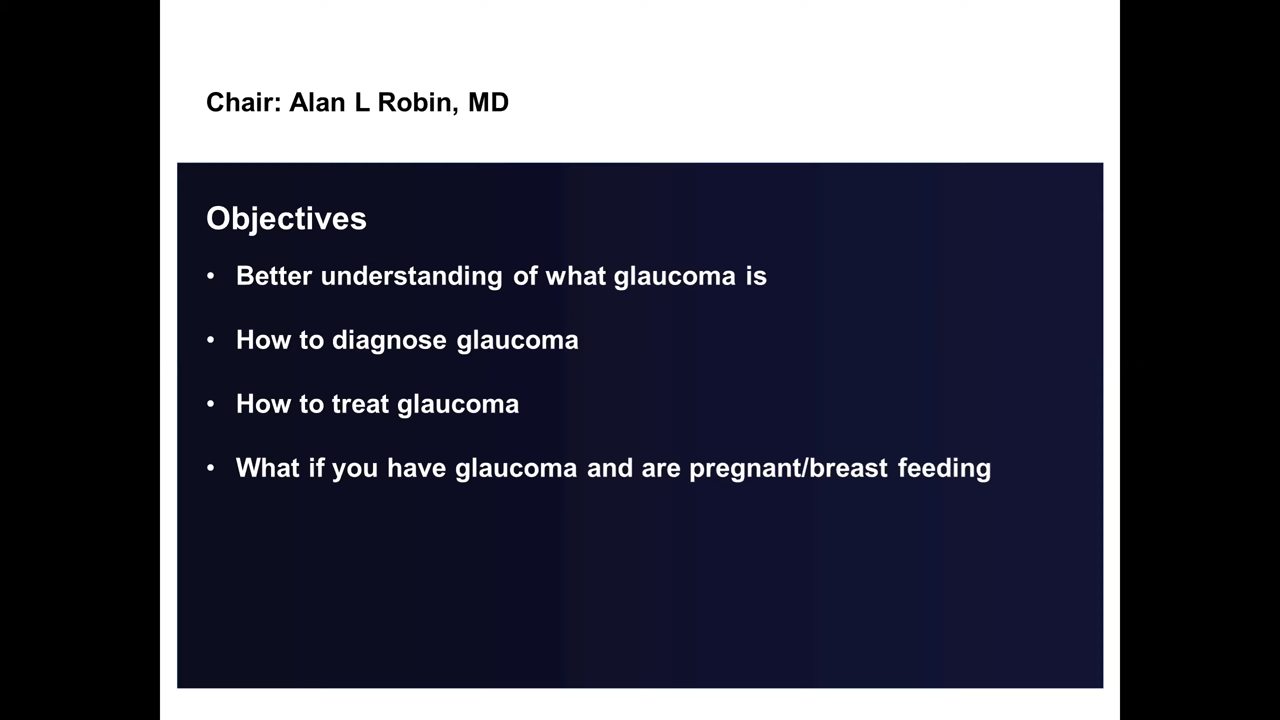 Chair: Alan L Robin, MD
Objectives
• Better understanding of what glaucoma is
• How to diagnose glaucoma
• How to treat glaucoma
• What if you have glaucoma and are pregnant/breast feeding